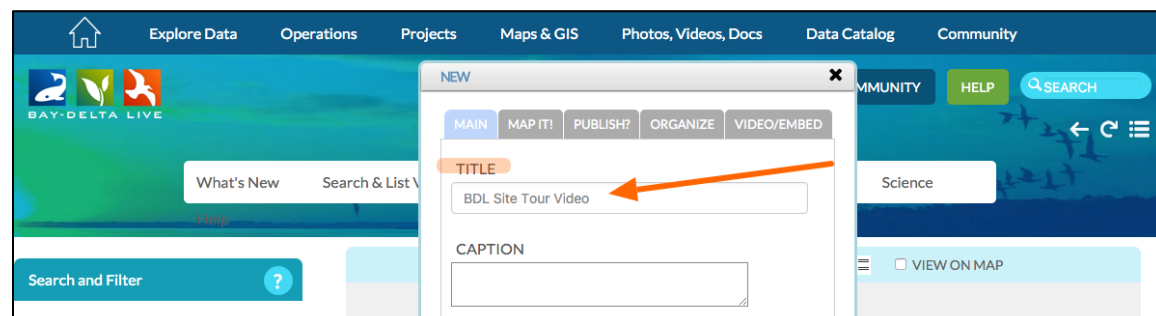 Explore Data Operations Projects Maps & GIS Photos, Videos, Docs Data Catalog Community
NEW
BAY-DELTA LIVE
MMUNITY HELP SEARCH
MAIN MAP IT! PUBLISH? ORGANIZE VIDEO/EMBED
TITLE
BDL Site Tour Video
What's New Search & List V Science
Help
CAPTION
Search and Filter ?
VIEW ON MAP